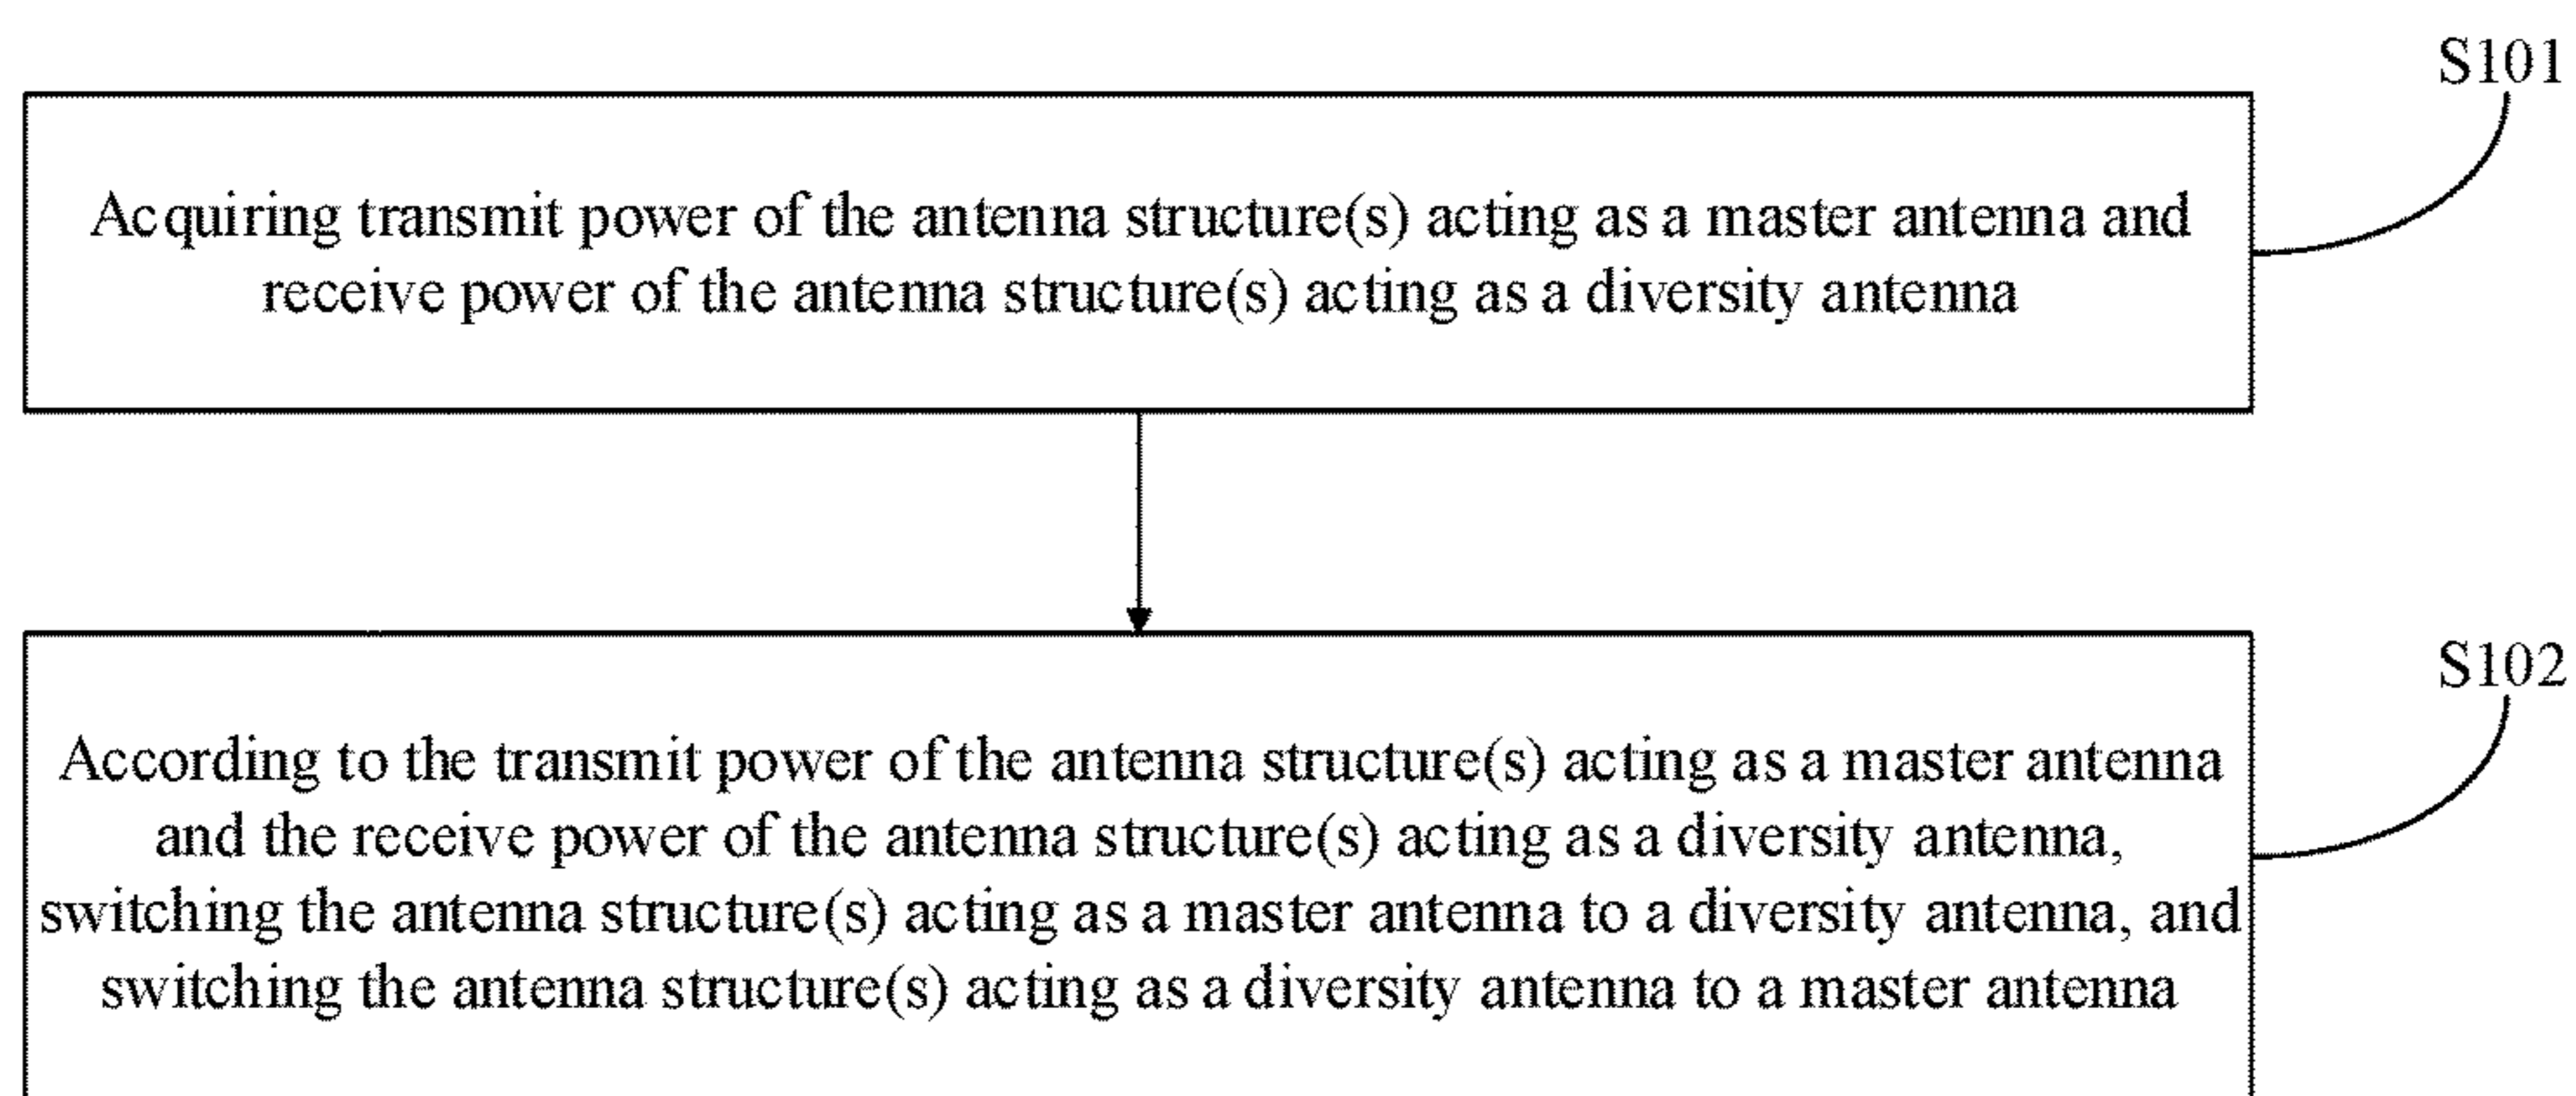 S101
Acquiring transmit power of the antenna structure(s) acting as a master antenna and
receive power of the antenna structure(s) acting as a diversity antenna
S102
According to the transmit power of the antenna structure(s) acting as a master antenna
and the receive power of the antenna structure(s) acting as a diversity antenna,
switching the antenna structure(s) acting as a master antenna to a diversity antenna, and
switching the antenna structure(s) acting as a diversity antenna to a master antenna